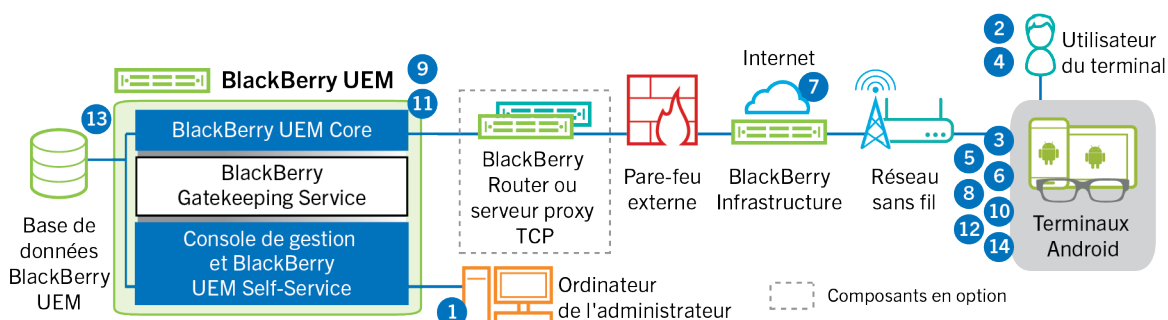 BlackBerry UEM
9
11
13
BlackBerry UEM Core
BlackBerry
Gatekeeping Service
Console de gestion
et BlackBerry
UEM Self-Service
Base de
données
BlackBerry
UEM
BlackBerry
Router ou
serveur proxy
TCP
Pare-feu
externe
Internet
7
BlackBerry
Infrastructure
Réseau
sans fil
2
4
Utilisateur
du terminal
3
5
6
8
10
12
14
Terminaux
Android
1
Ordinateur
de l'administrateur
Composants en option